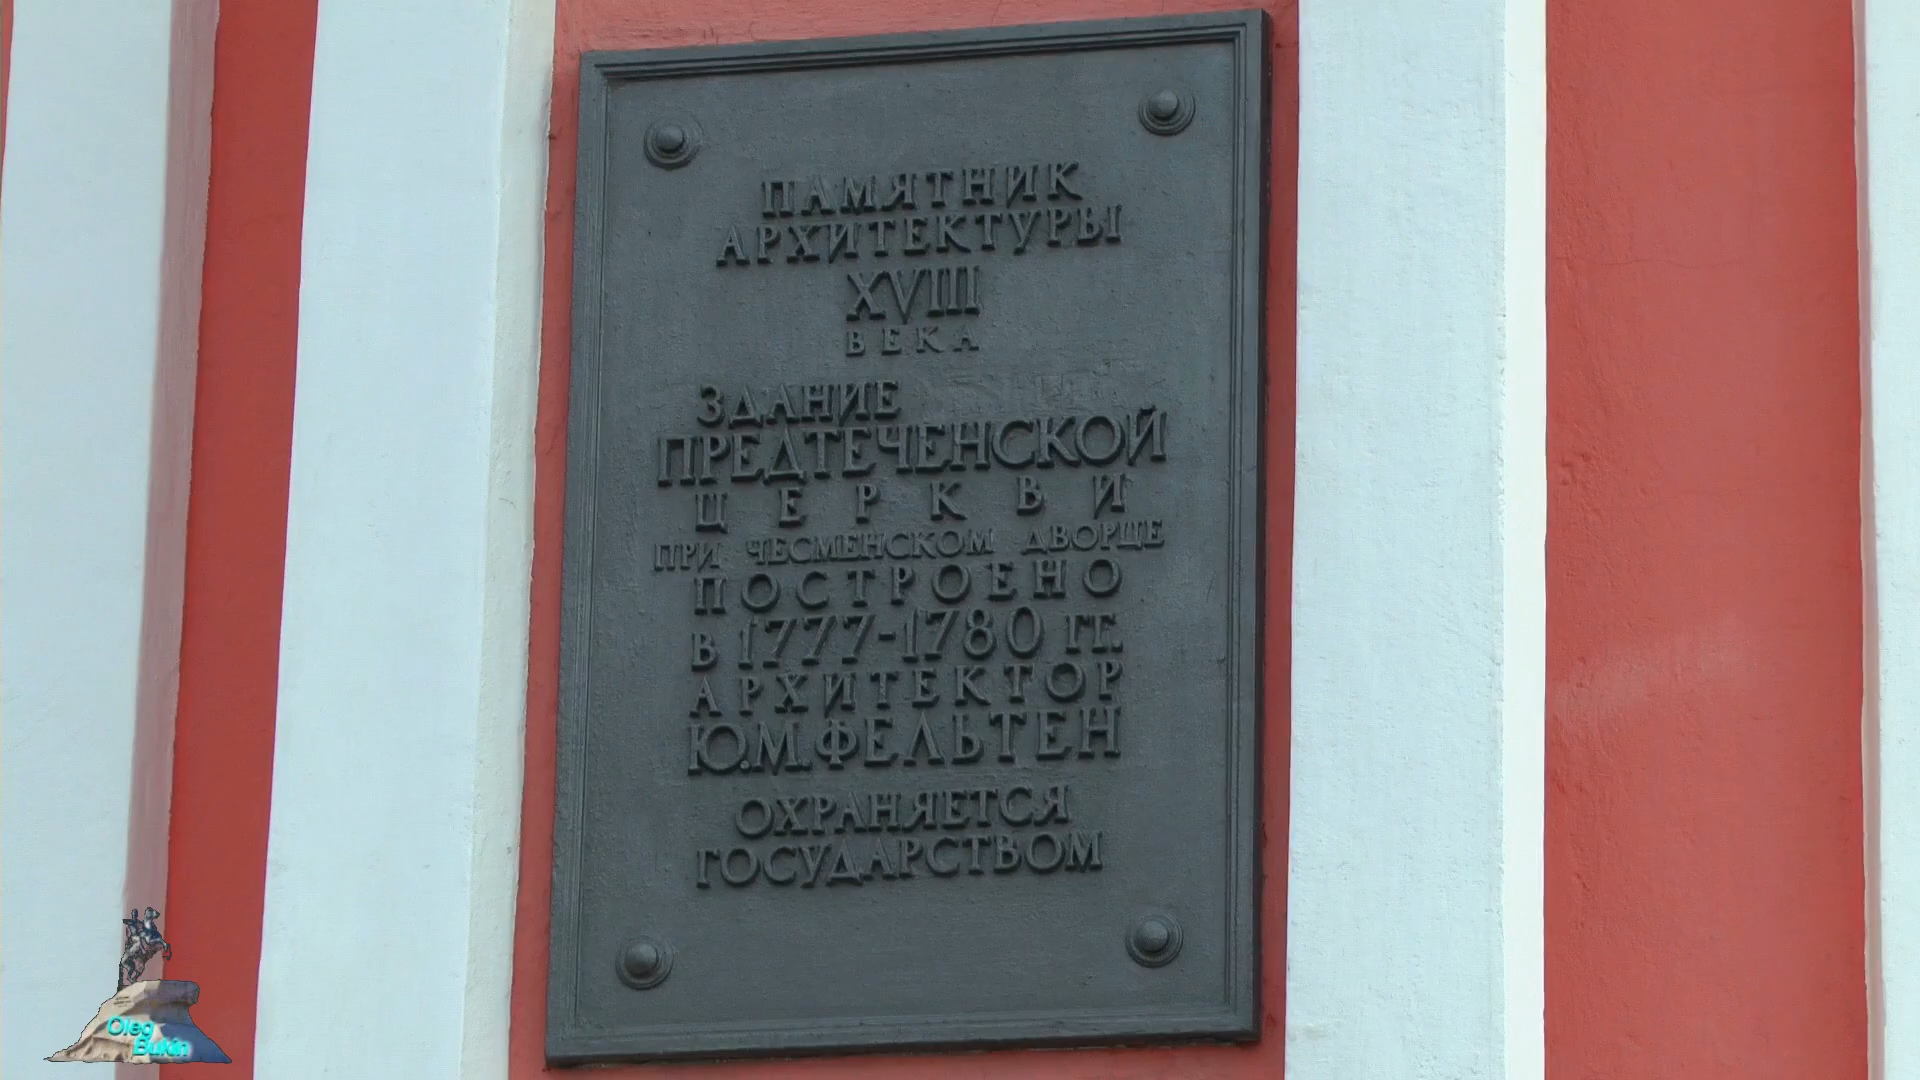 ПАМЯТНИК
АРХИТЕКТУРЫ
XVIII
ВЕКА
ЗДАНИЕ
ПРЕДТЕЧЕНСКОЙ
ЦЕРКВИ
ПРИ ЧЕСМЕНСКОМ ДВОРЦЕ
ПОСТРОЕНО
В 1777-1780 ГГ.
АРХИТЕКТОР
Ю.М.ФЕЛЬТЕН
ОХРАНЯЕТСЯ
ГОСУДАРСТВОМ
Oleg
Bukin